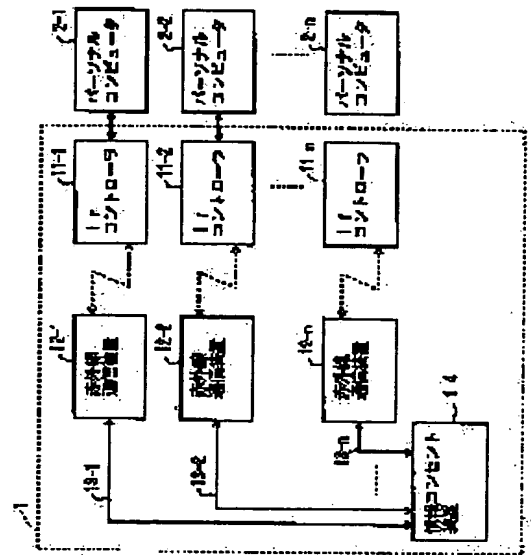 1
パーソナル
コンピュータ
2-1
Ｉｒ
コントローラ
11-1
赤外線
通信装置
12-1
13-1
パーソナル
コンピュータ
2-2
Ｉｒ
コントローラ
11-2
赤外線
通信装置
12-2
13-2
パーソナル
コンピュータ
2-n
Ｉｒ
コントローラ
11-n
赤外線
通信装置
12-n
13-n
情報コンセント
装置
14